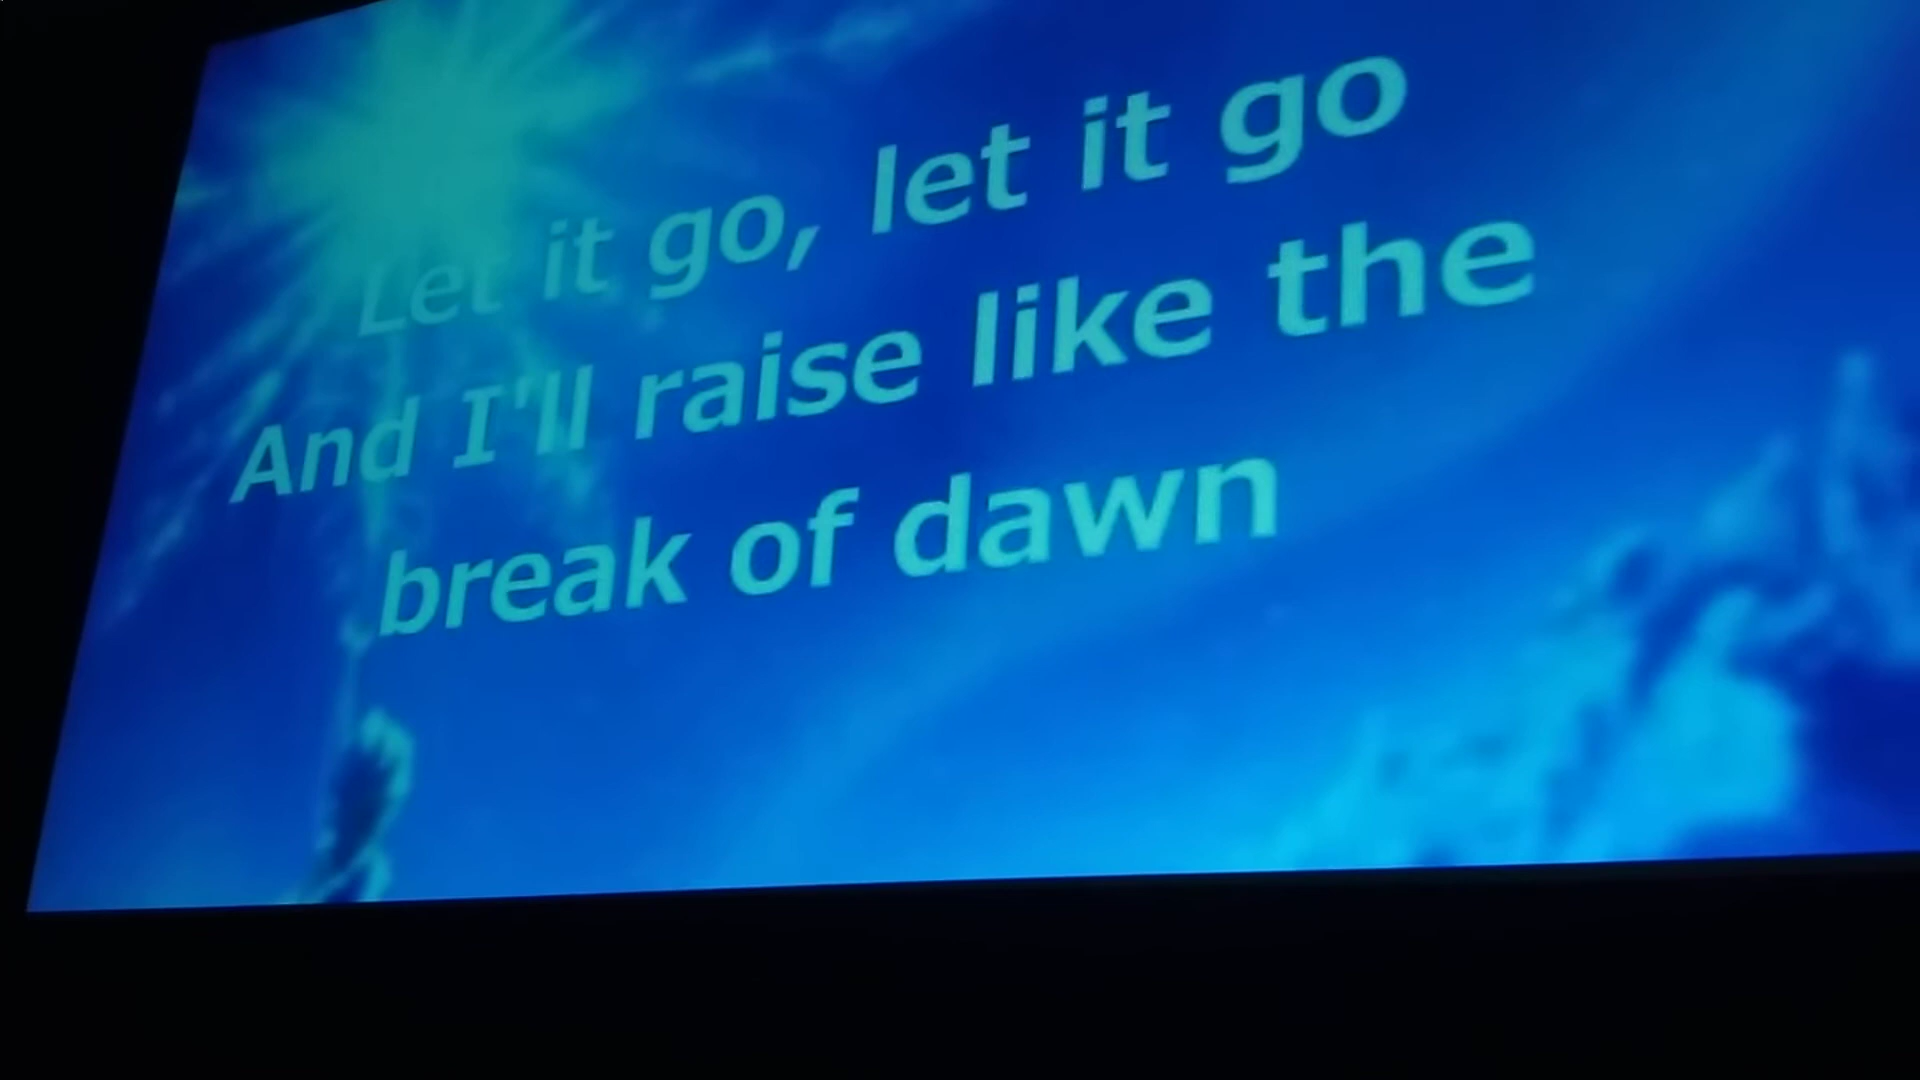 Let it go, let it go
And I'll raise like the
break of dawn